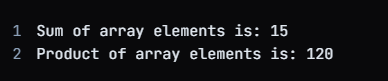 1 Sum of array elements is: 15
2 Product of array elements is: 120